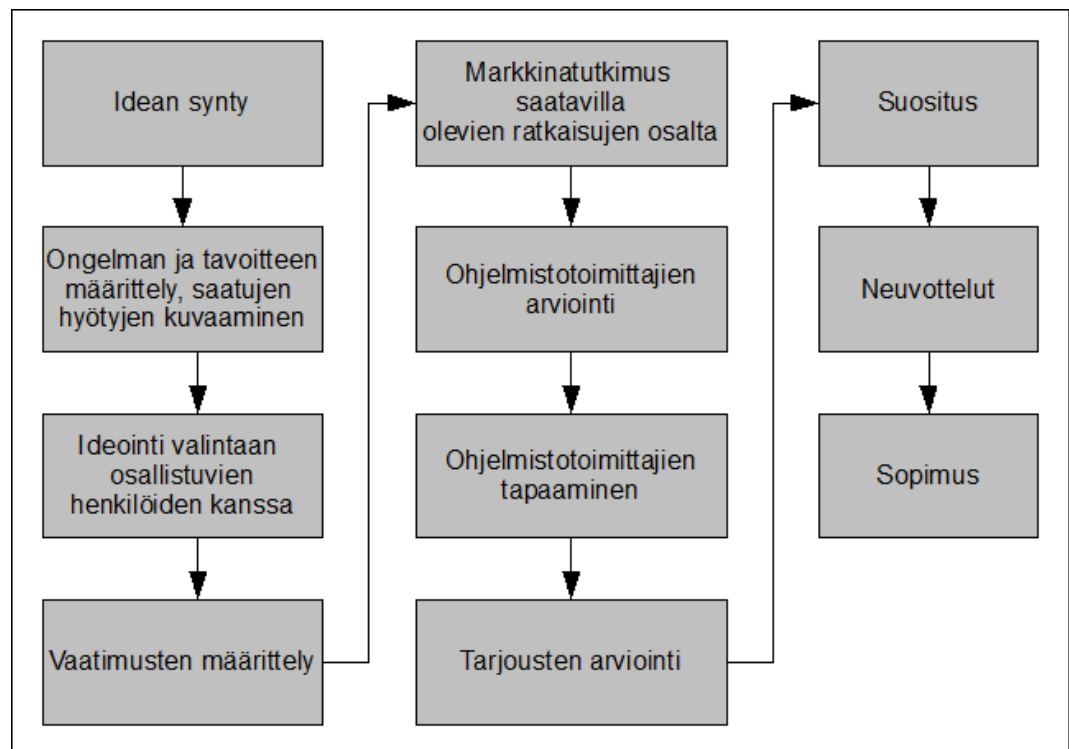 Idean synty
Ongelman ja tavoitteen
määrittely, saatujen
hyötyjen kuvaaminen
Ideointi valintaan
osallistuvien
henkilöiden kanssa
Vaatimusten määrittely
Markkinatutkimus
saatavilla
olevien ratkaisujen osalta
Ohjelmistotoimittajien
arviointi
Ohjelmistotoimittajien
tapaaminen
Tarjousten arviointi
Suositus
Neuvottelut
Sopimus